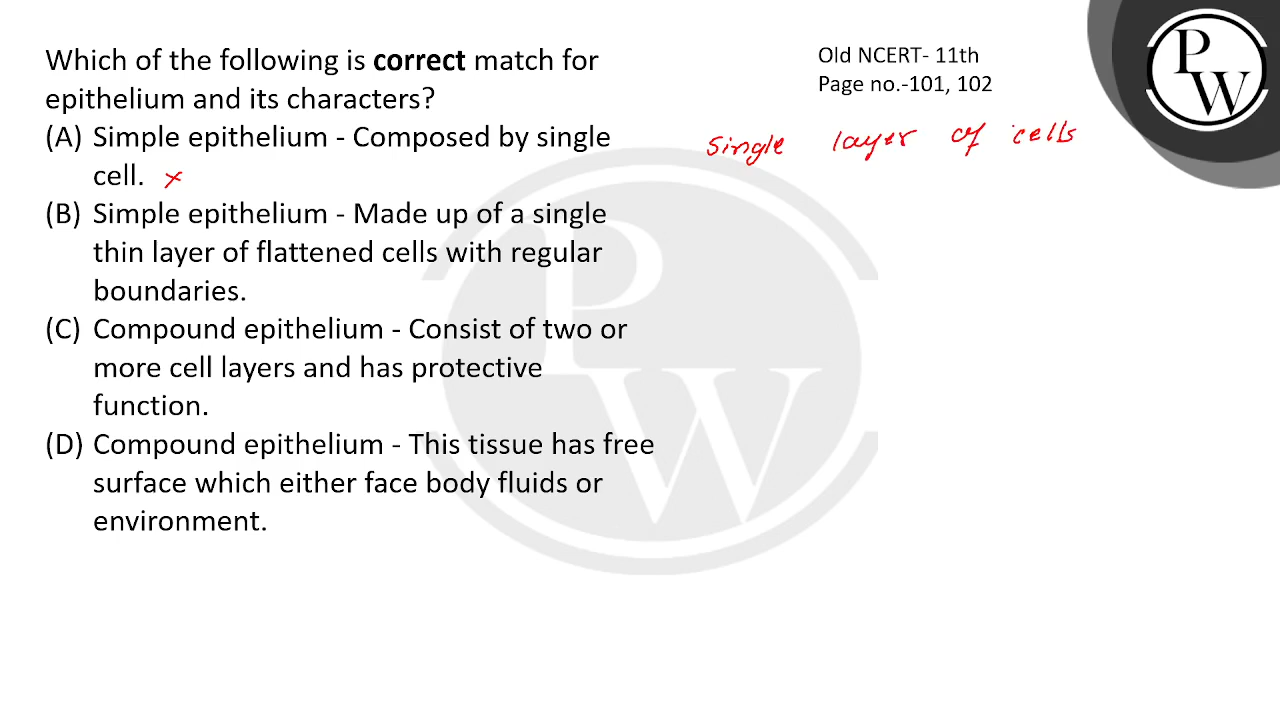 Which of the following is correct match for
epithelium and its characters?
(A) Simple epithelium - Composed by single
cell. ×
(B) Simple epithelium - Made up of a single
thin layer of flattened cells with regular
boundaries.
(C) Compound epithelium - Consist of two or
more cell layers and has protective
function.
(D) Compound epithelium - This tissue has free
surface which either face body fluids or
environment.
Old NCERT- 11th
Page no.-101, 102
single layer of cells
P
W
P
W